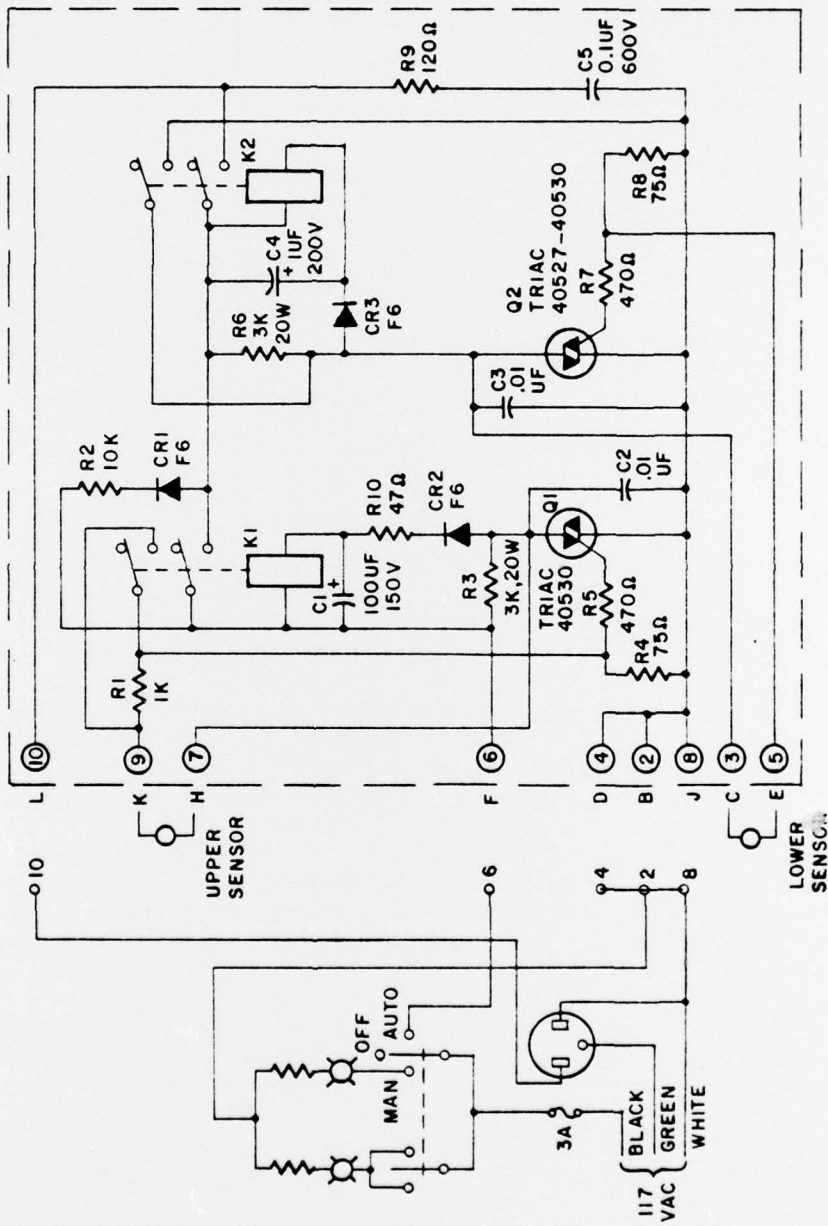 L
10
K
9
H
7
F
6
D
4
B
2
J
8
C
3
E
5
UPPER
SENSOR
LOWER
SENSOR
R1
1K
R2
10K
CR1
F6
K1
C1
+
100UF
150V
R10
47Ω
CR2
F6
R3
3K,20W
TRIAC
40530
Q1
R5
470Ω
R4
75Ω
C2
.01
UF
C3
.01
UF
R6
3K
20W
C4
+
1UF
200V
CR3
F6
K2
Q2
TRIAC
40527-40530
R7
470Ω
R8
75Ω
R9
120Ω
C5
0.1UF
600V
10
6
4
2
8
OFF
MAN
AUTO
3A
BLACK
GREEN
WHITE
117
VAC